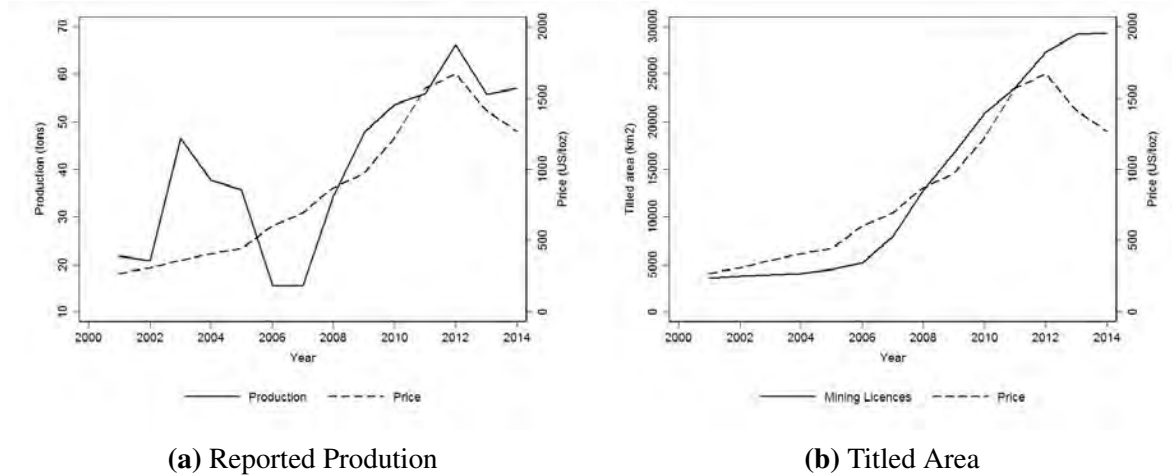 70
60
50
40
30
20
10
Production (tons)
2000
1500
1000
500
0
Price (US/toz)
2000 2002 2004 2006 2008 2010 2012 2014
Year
Production Price
(a) Reported Prodution
30000
25000
20000
15000
10000
5000
0
Titled area (km2)
2000
1500
1000
500
0
Price (US/toz)
2000 2002 2004 2006 2008 2010 2012 2014
Year
Mining Licences Price
(b) Titled Area